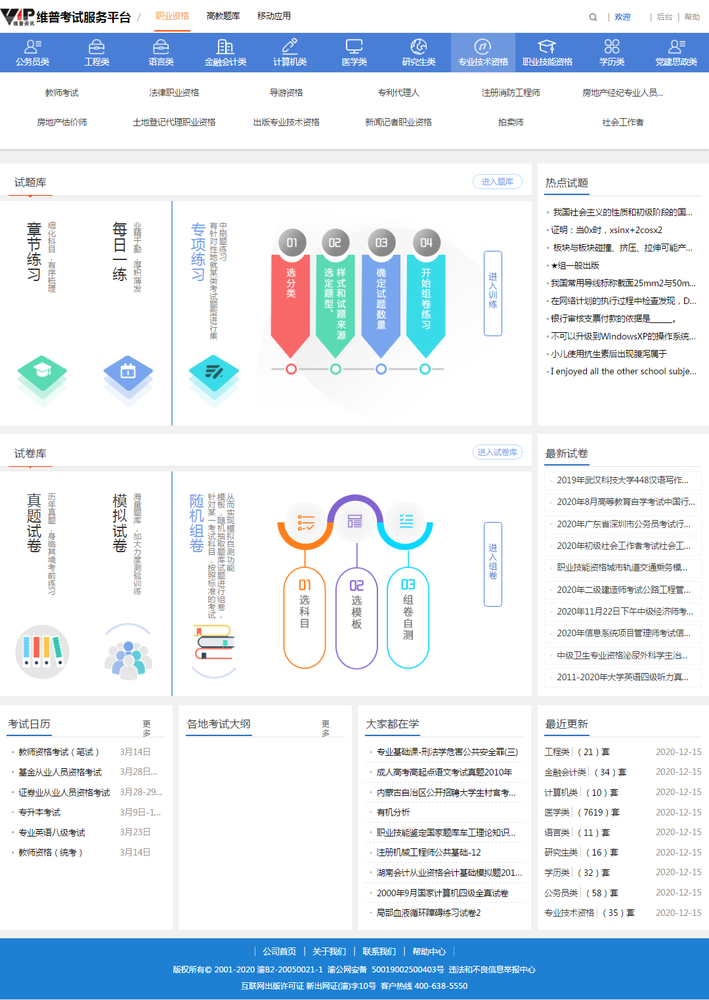 VIP 维普资讯 维普考试服务平台 / 职业资格 高教题库 移动应用 | 欢迎 | 后台 | 帮助
公务员类 工程类 语言类 金融会计类 计算机类 医学类 研究生类 专业技术资格 职业技能资格 学历类 党建思政类
教师考试 法律职业资格 导游资格 专利代理人 注册消防工程师 房地产经纪专业人员...
房地产估价师 土地登记代理职业资格 出版专业技术资格 新闻记者职业资格 拍卖师 社会工作者
试题库 进入题库
章节练习
细化科目,有序梳理
每日一练
业精于勤,厚积薄发
专项练习
有针对性地就某类考试题型进行集
中刷题练习
01 选分类
02 选定题型、
样式和试题来源
03 确定试题数量
04 开始组卷练习
进入训练
热点试题
我国社会主义的性质和初级阶段的国...
证明：当0x时，xsinx+2cosx2
板块与板块碰撞、挤压、拉伸可能产...
★组一般出版
我国常用导线标称截面25mm2与50m...
在网络计划的执行过程中检查发现，D...
银行审核支票付款的依据是______。
不可以升级到WindowsXP的操作系统...
小儿使用抗生素后出现腹泻属于
I enjoyed all the other school subje...
试卷库 进入试卷库
真题试卷
历年真题,身临其境考前练习
模拟试卷
海量题库,加大力度测验训练
随机组卷
针对某一考试科目,按照标准的考试
模板,随机抽取题库试题进行组卷,
从而实现模拟自测功能
01 选科目
02 选模板
03 组卷自测
进入组卷
最新试卷
2019年武汉科技大学448汉语写作...
2020年8月高等教育自学考试中国行...
2020年广东省深圳市公务员考试行...
2020年初级社会工作者考试社会工...
职业技能资格城市轨道交通乘务模...
2020年二级建造师考试公路工程管...
2020年11月22日下午中级经济师考...
2020年信息系统项目管理师考试信...
中级卫生专业资格泌尿外科学主治...
2011-2020年大学英语四级听力真...
考试日历 更多
教师资格考试（笔试） 3月14日
基金从业人员资格考试 3月28日...
证券业从业人员资格考试 3月28-29...
专升本考试 3月9日-1...
专业英语八级考试 3月23日
教师资格（统考） 3月14日
各地考试大纲 更多
大家都在学
专业基础课-刑法学危害公共安全罪(三)
成人高考高起点语文考试真题2010年
内蒙古自治区公开招聘大学生村官考...
有机分析
职业技能鉴定国家题库车工理论知识...
注册机械工程师公共基础-12
湖南会计从业资格会计基础模拟题201...
2000年9月国家计算机四级全真试卷
局部血液循环障碍练习试卷2
最近更新
工程类 （21）套 2020-12-15
金融会计类 （34）套 2020-12-15
计算机类 （10）套 2020-12-15
医学类 （7619）套 2020-12-15
语言类 （11）套 2020-12-15
研究生类 （16）套 2020-12-15
学历类 （32）套 2020-12-15
公务员类 （58）套 2020-12-15
专业技术资格 （35）套 2020-12-15
| 公司首页 | 关于我们 | 联系我们 | 帮助中心 |
版权所有© 2001-2020 渝B2-20050021-1 渝公网安备 50019002500403号 违法和不良信息举报中心
互联网出版许可证 新出网证(渝)字10号 客户热线 400-638-5550